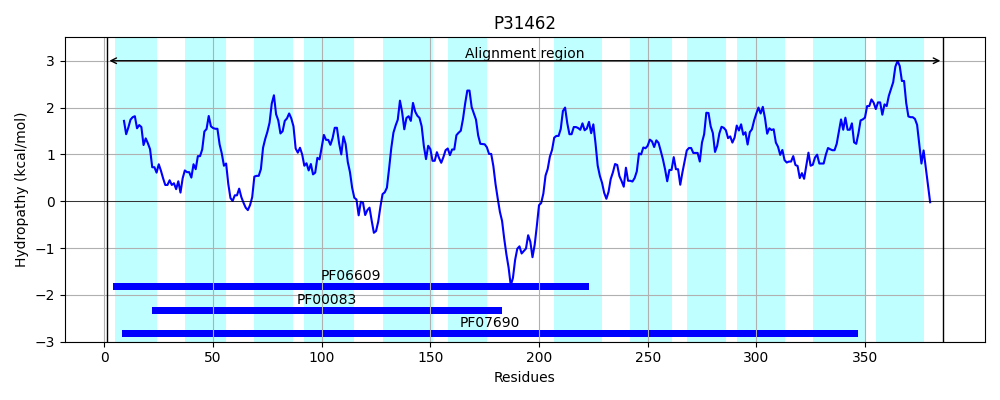 P31462
Alignment region
3
2
1
0
−1
−2
−3
Hydropathy (kcal/mol)
PF06609
PF00083
PF07690
0 50 100 150 200 250 300 350
Residues